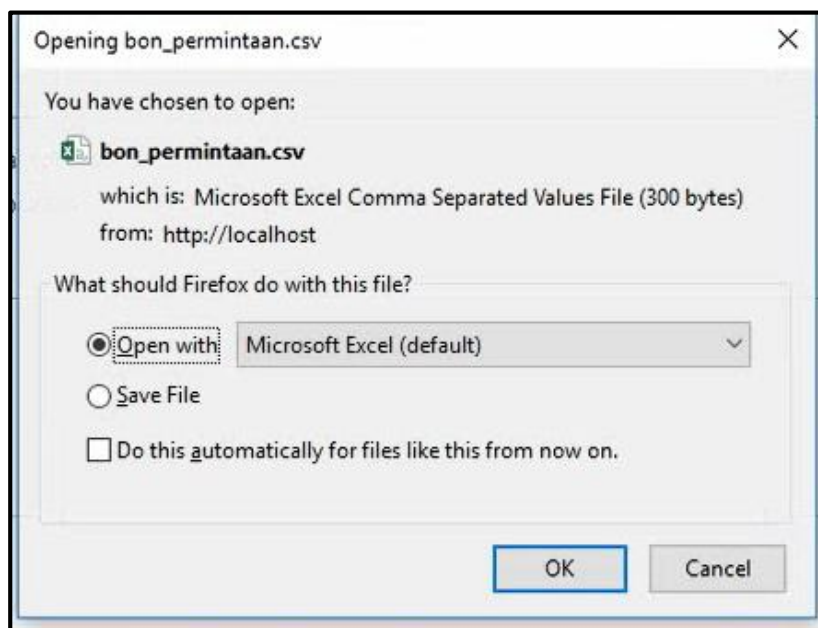 Opening bon_permintaan.csv
You have chosen to open:
bon_permintaan.csv
which is: Microsoft Excel Comma Separated Values File (300 bytes)
from: http://localhost
What should Firefox do with this file?
Open with Microsoft Excel (default)
Save File
Do this automatically for files like this from now on.
OK Cancel